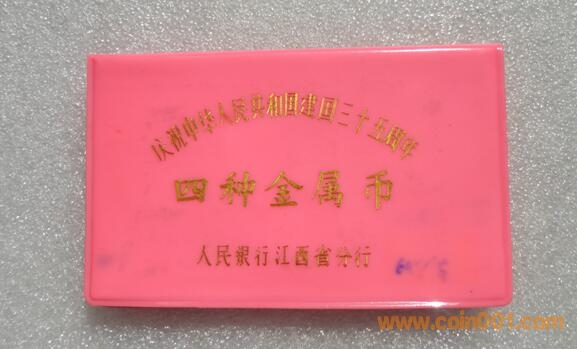 庆祝中华人民共和国建国三十五周年
四种金属币
人民银行江西省分行
www.coin001.com